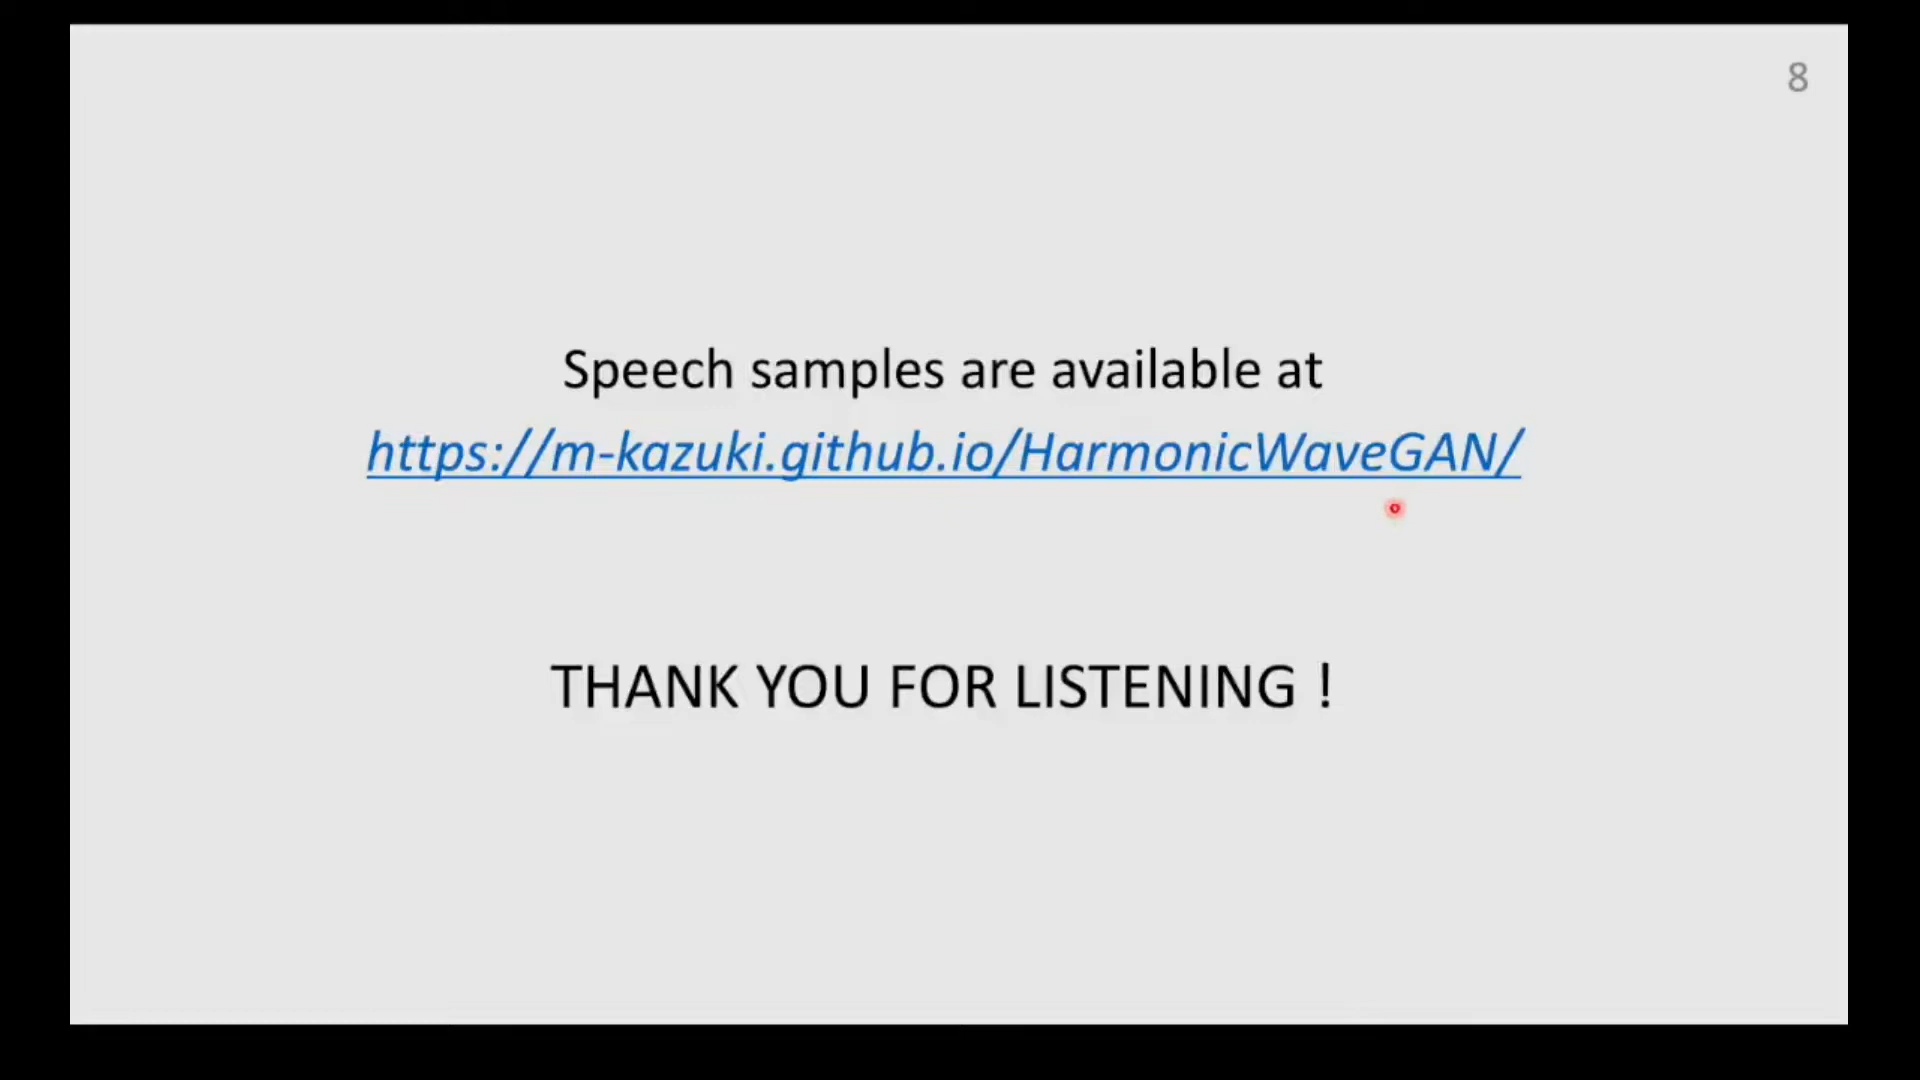 8
Speech samples are available at
https://m-kazuki.github.io/HarmonicWaveGAN/
THANK YOU FOR LISTENING !